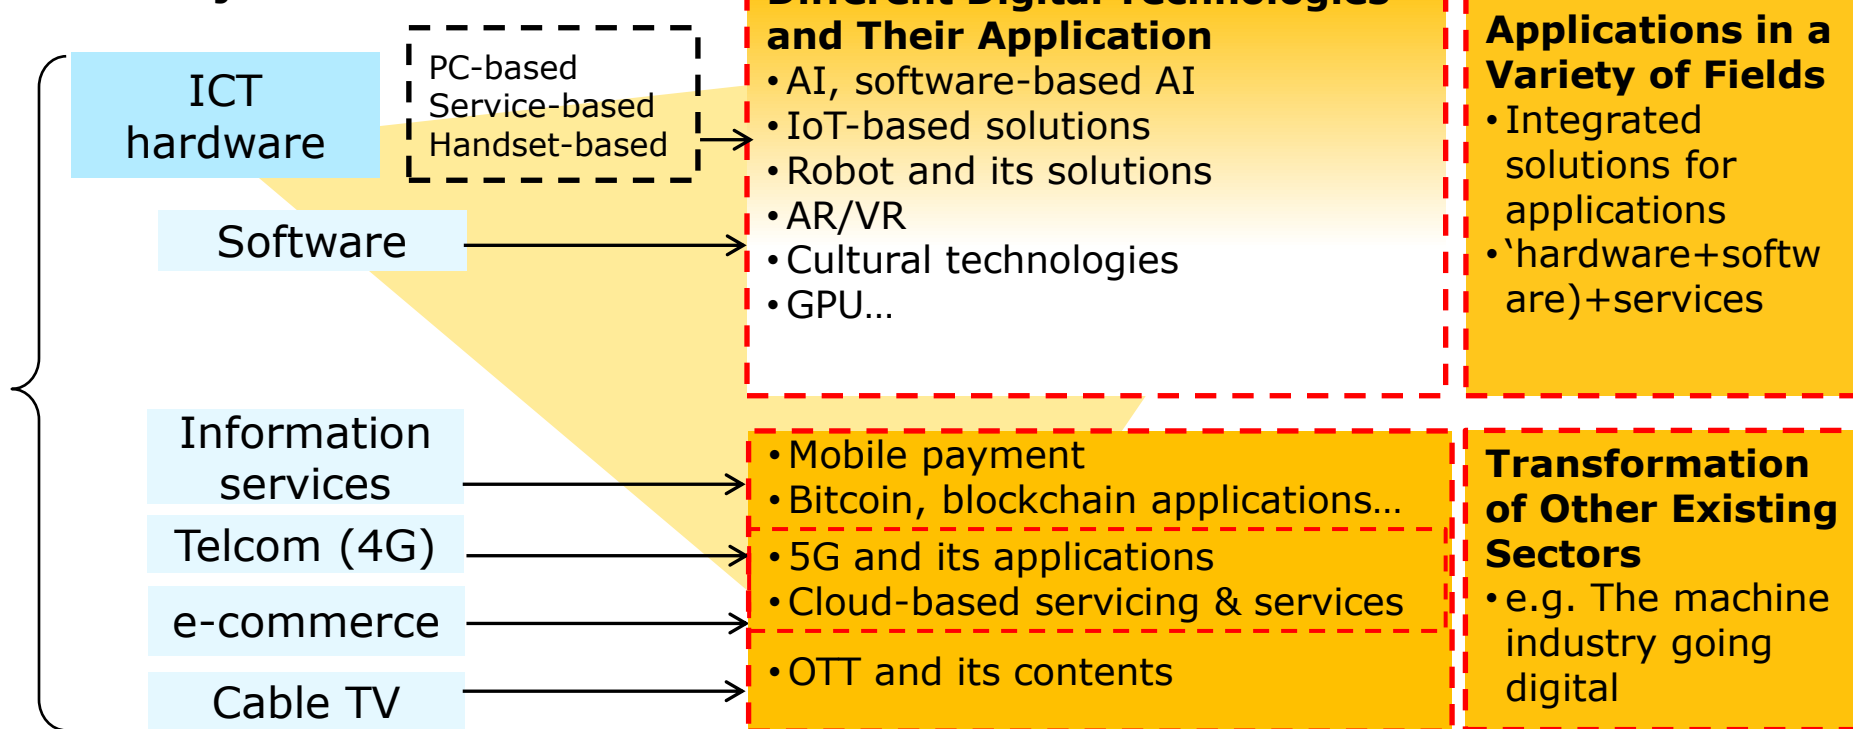 ICT
hardware
PC-based
Service-based
Handset-based
Software
Information
services
Telcom (4G)
e-commerce
Cable TV
Different Digital Technologies
and Their Application
•AI, software-based AI
•IoT-based solutions
•Robot and its solutions
•AR/VR
•Cultural technologies
•GPU…
•Mobile payment
•Bitcoin, blockchain applications…
•5G and its applications
•Cloud-based servicing & services
•OTT and its contents
Applications in a
Variety of Fields
•Integrated
solutions for
applications
•‵hardware+softw
are)+services
Transformation
of Other Existing
Sectors
•e.g. The machine
industry going
digital